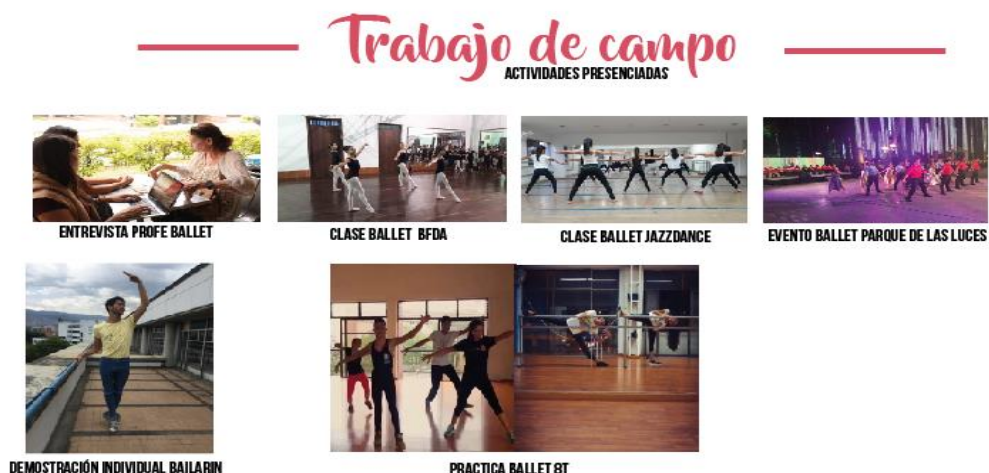 Trabajo de campo
ACTIVIDADES PRESENCIADAS
ENTREVISTA PROFE BALLET
CLASE BALLET BFDA
CLASE BALLET JAZZDANCE
EVENTO BALLET PARQUE DE LAS LUCES
DEMOSTRACIÓN INDIVIDUAL BAILARIN
PRACTICA BALLET 8T